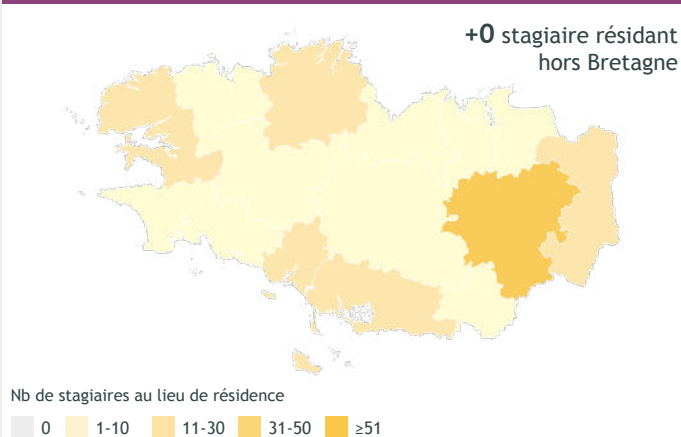 +0 stagiaire résidant
hors Bretagne
Nb de stagiaires au lieu de résidence
0 1-10 11-30 31-50 ≥51